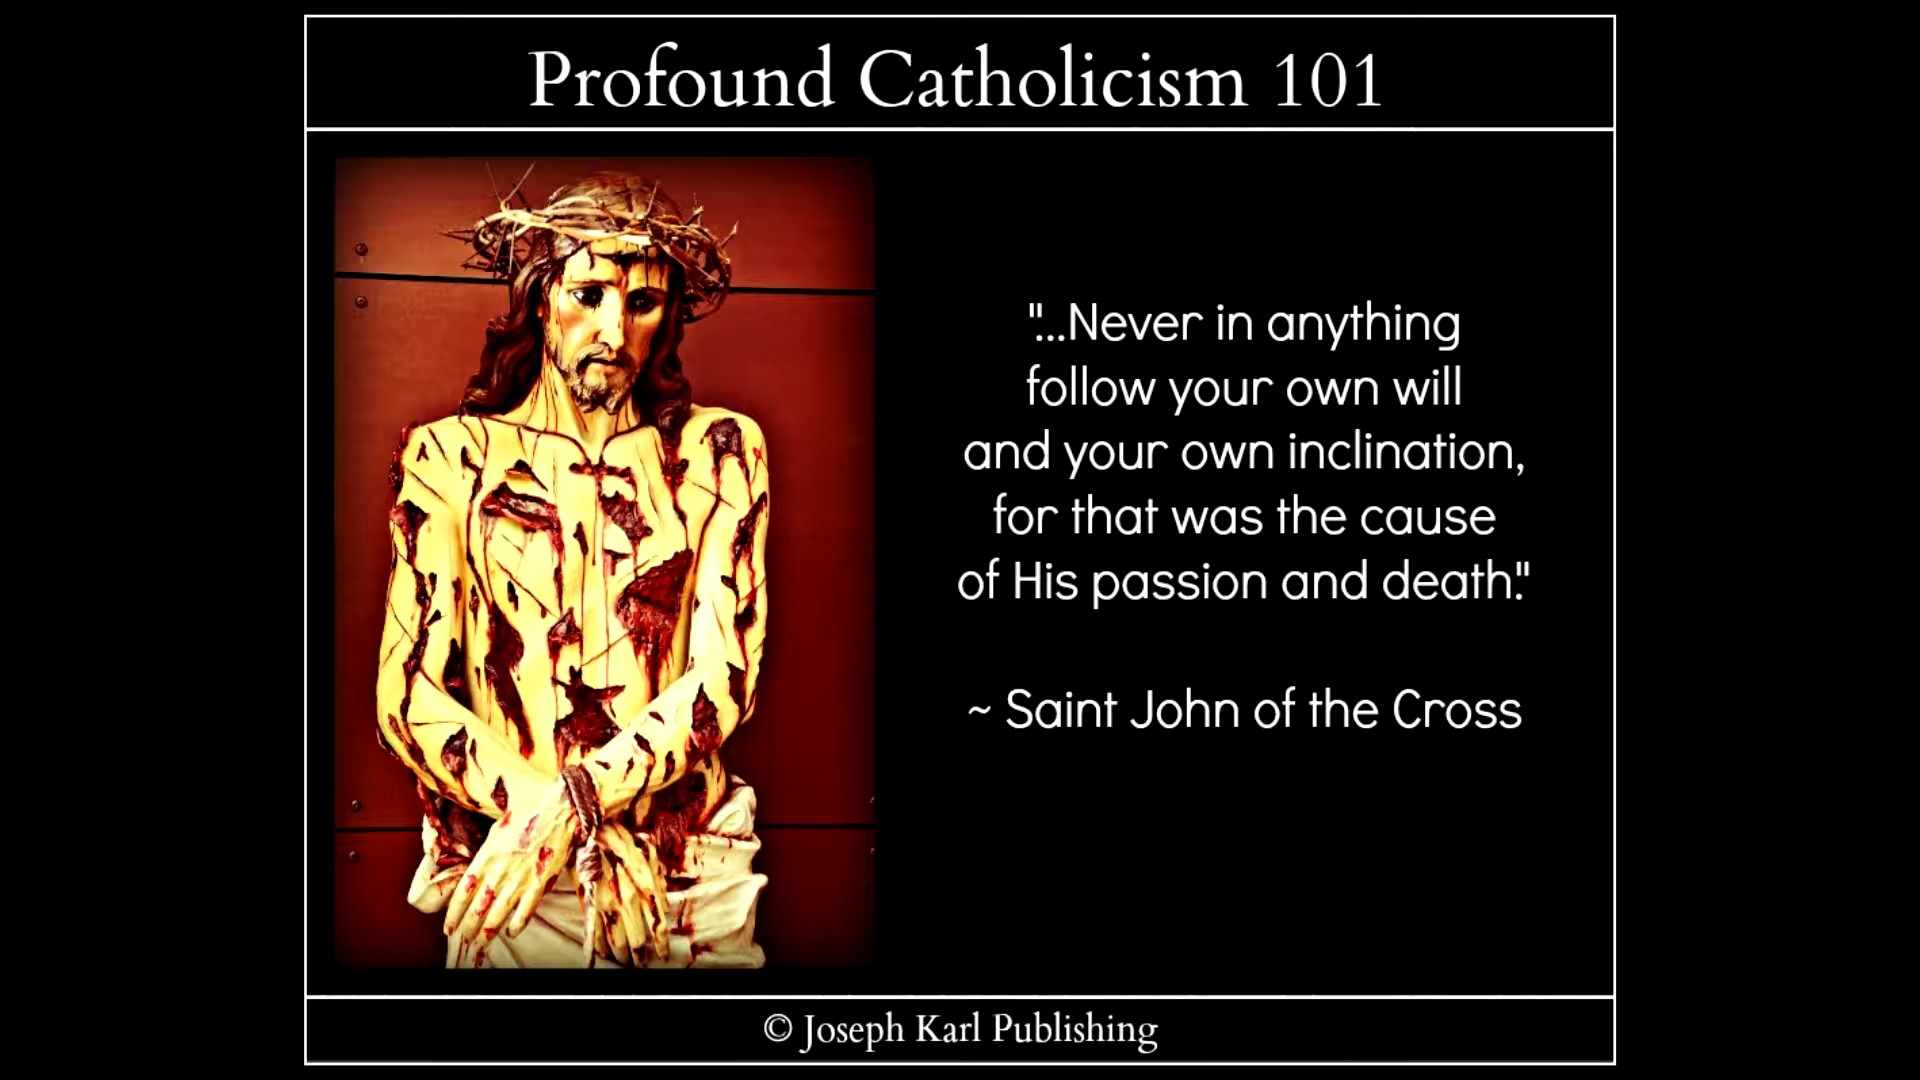 Profound Catholicism 101
"...Never in anything
follow your own will
and your own inclination,
for that was the cause
of His passion and death."
~ Saint John of the Cross
© Joseph Karl Publishing